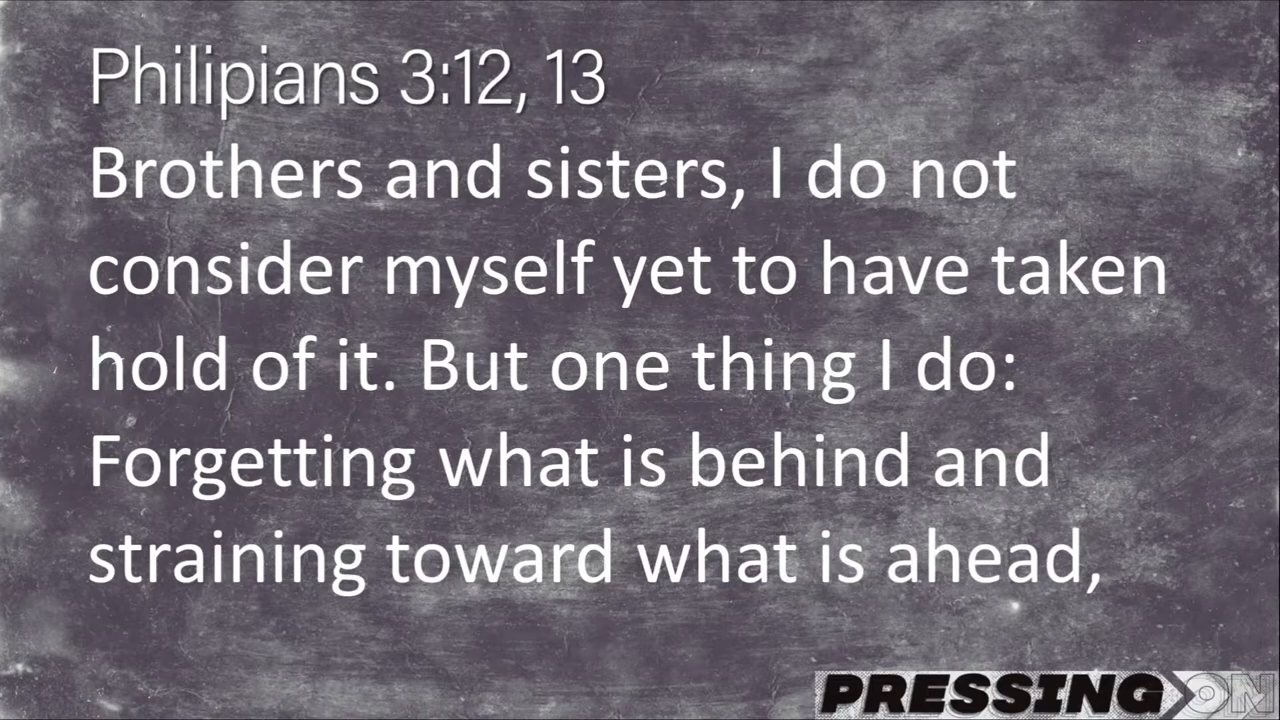 Philipians 3:12, 13
Brothers and sisters, I do not
consider myself yet to have taken
hold of it. But one thing I do:
Forgetting what is behind and
straining toward what is ahead,
PRESSING ON